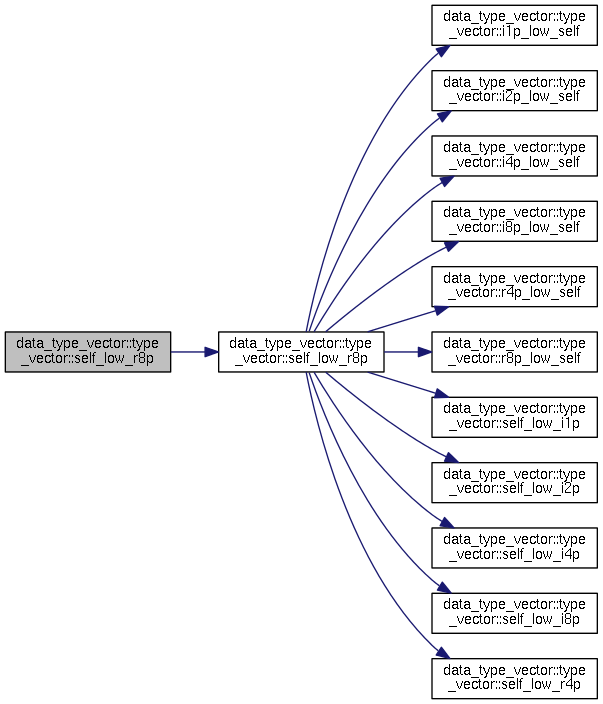 data_type_vector::type
_vector::i1p_low_self
data_type_vector::type
_vector::i2p_low_self
data_type_vector::type
_vector::i4p_low_self
data_type_vector::type
_vector::i8p_low_self
data_type_vector::type
_vector::r4p_low_self
data_type_vector::type
_vector::self_low_r8p
data_type_vector::type
_vector::self_low_r8p
data_type_vector::type
_vector::r8p_low_self
data_type_vector::type
_vector::self_low_i1p
data_type_vector::type
_vector::self_low_i2p
data_type_vector::type
_vector::self_low_i4p
data_type_vector::type
_vector::self_low_i8p
data_type_vector::type
_vector::self_low_r4p